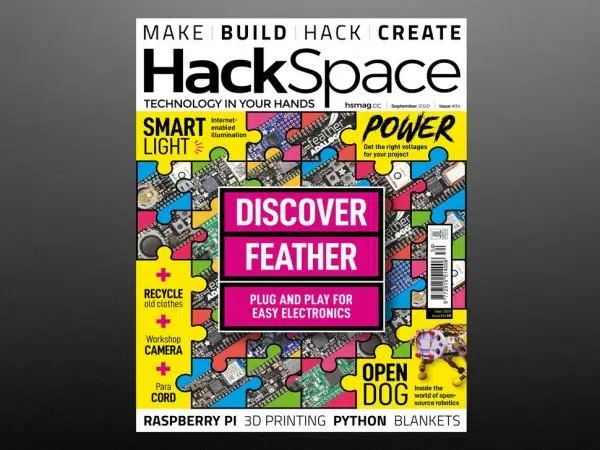 MAKE | BUILD | HACK | CREATE
HackSpace
TECHNOLOGY IN YOUR HANDS
hsmag.cc | September 2020 | Issue #34
SMART
LIGHT
Internet-
enabled
illumination
POWER
Get the right voltages
for your project
feather
DISCOVER
FEATHER
PLUG AND PLAY FOR
EASY ELECTRONICS
+
RECYCLE
old clothes
+
Workshop
CAMERA
+
Para
CORD
OPEN
DOG
Inside the
world of open-
source robotics
RASPBERRY PI 3D PRINTING PYTHON BLANKETS